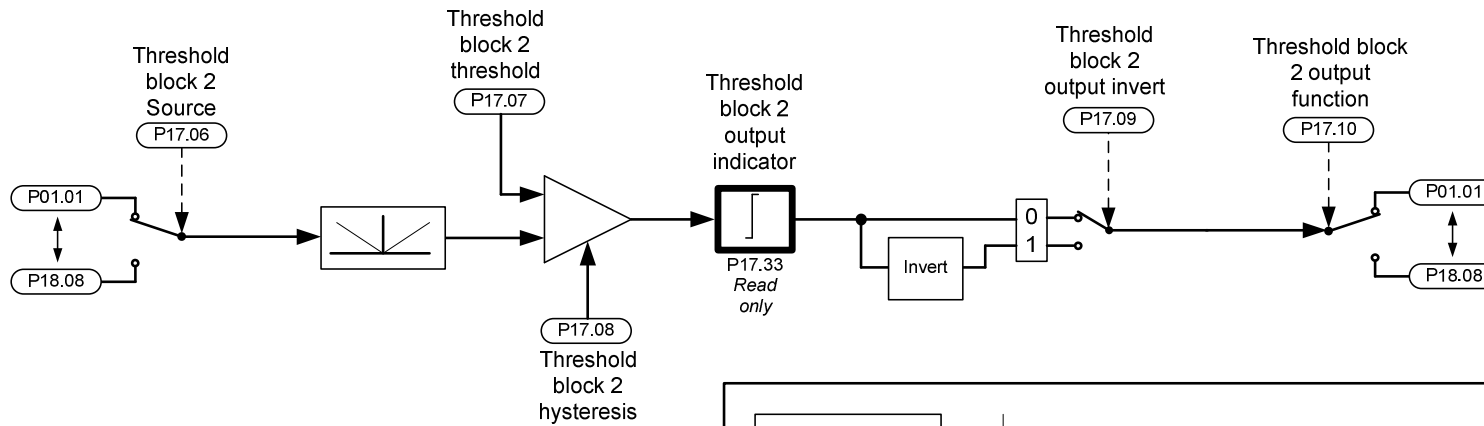 Threshold
block 2
Source
P17.06
Threshold
block 2
threshold
P17.07
Threshold
block 2
output
indicator
Threshold
block 2
output invert
P17.09
Threshold block
2 output
function
P17.10
P01.01
P18.08
P17.33
Read
only
0
1
Invert
P01.01
P18.08
P17.08
Threshold
block 2
hysteresis